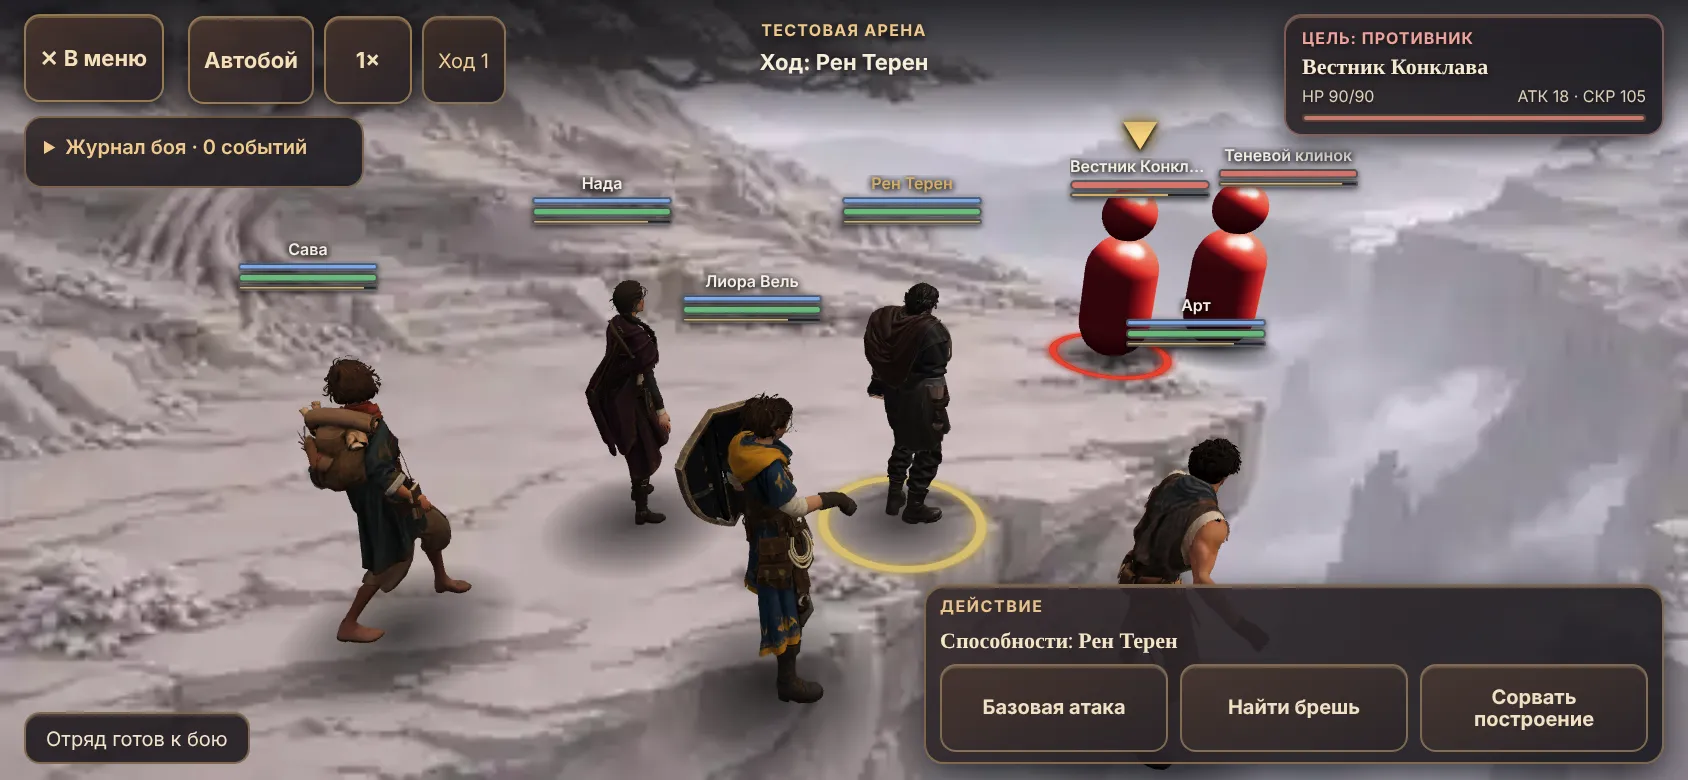 ✕ В меню
Автобой
1×
Ход 1
ТЕСТОВАЯ АРЕНА
Ход: Рен Терен
ЦЕЛЬ: ПРОТИВНИК
Вестник Конклава
HP 90/90
АТК 18 · СКР 105
▶ Журнал боя · 0 событий
Вестник Конкл...
Теневой клинок
Нада
Рен Терен
Сава
Лиора Вель
Арт
ДЕЙСТВИЕ
Способности: Рен Терен
Базовая атака
Найти брешь
Сорвать
построение
Отряд готов к бою